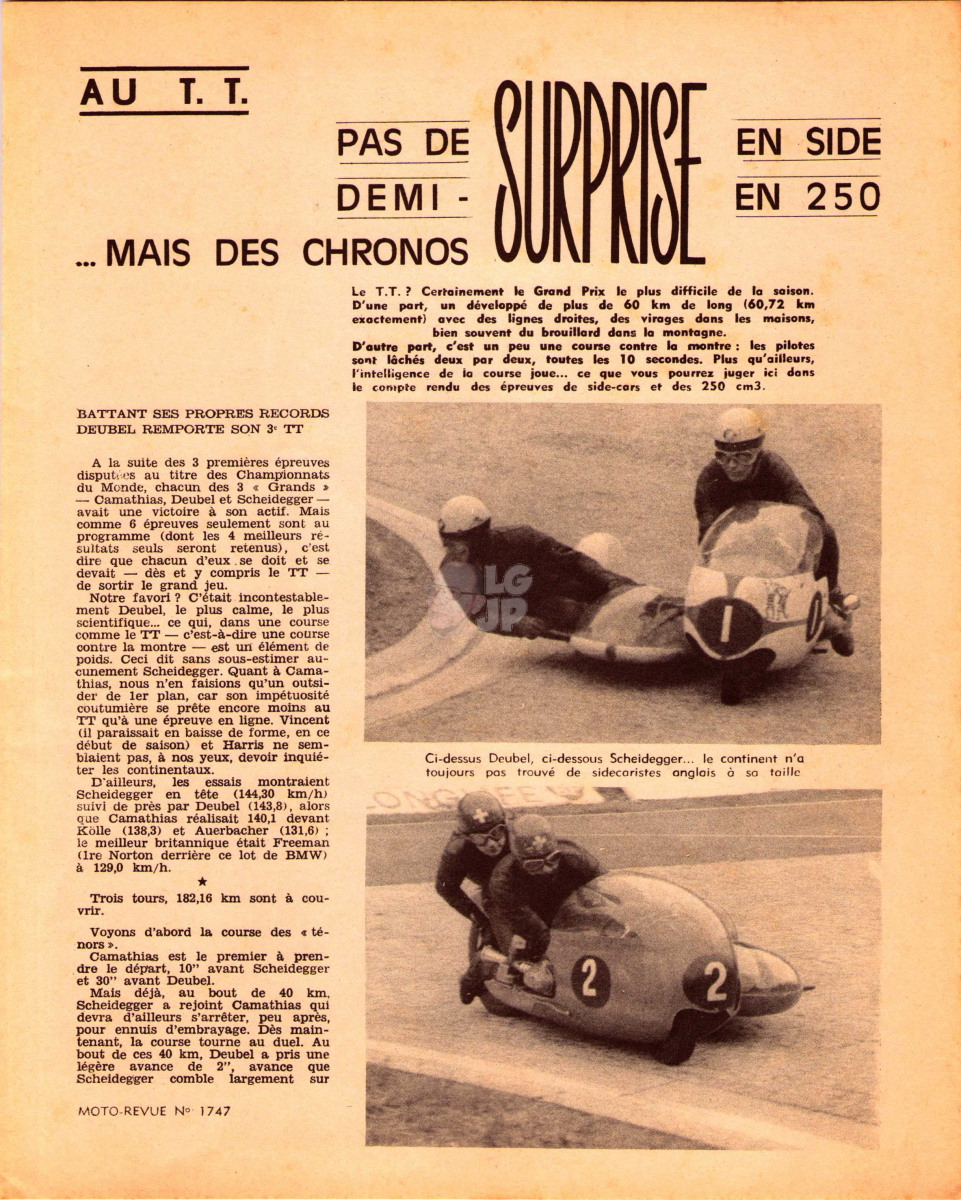 AU T. T.
PAS DE SURPRISE EN SIDE
DEMI - EN 250
... MAIS DES CHRONOS
Le T.T. ? Certainement le Grand Prix le plus difficile de la saison.
D'une part, un développé de plus de 60 km de long (60,72 km
exactement) avec des lignes droites, des virages dans les maisons,
bien souvent du brouillard dans la montagne.
D'autre part, c'est un peu une course contre la montre : les pilotes
sont lâchés deux par deux, toutes les 10 secondes. Plus qu'ailleurs,
l'intelligence de la course joue... ce que vous pourrez juger ici dans
le compte rendu des épreuves de side-cars et des 250 cm3.
BATTANT SES PROPRES RECORDS
DEUBEL REMPORTE SON 3e TT
A la suite des 3 premières épreuves
disputées au titre des Championnats
du Monde, chacun des 3 « Grands »
— Camathias, Deubel et Scheidegger —
avait une victoire à son actif. Mais
comme 6 épreuves seulement sont au
programme (dont les 4 meilleurs ré-
sultats seuls seront retenus), c'est
dire que chacun d'eux se doit et se
devait — dès et y compris le TT —
de sortir le grand jeu.
Notre favori ? C'était incontestable-
ment Deubel, le plus calme, le plus
scientifique... ce qui, dans une course
comme le TT — c'est-à-dire une course
contre la montre — est un élément de
poids. Ceci dit sans sous-estimer au-
cunement Scheidegger. Quant à Cama-
thias, nous n'en faisions qu'un outsi-
der de 1er plan, car son impétuosité
coutumière se prête encore moins au
TT qu'à une épreuve en ligne. Vincent
(il paraissait en baisse de forme, en ce
début de saison) et Harris ne sem-
blaient pas, à nos yeux, devoir inquié-
ter les continentaux.
D'ailleurs, les essais montraient
Scheidegger en tête (144,30 km/h)
suivi de près par Deubel (143,8), alors
que Camathias réalisait 140,1 devant
Kölle (138,3) et Auerbacher (131,6) ;
le meilleur britannique était Freeman
(1re Norton derrière ce lot de BMW)
à 129,0 km/h.
★
Trois tours, 182,16 km sont à cou-
vrir.
Voyons d'abord la course des « té-
nors ».
Camathias est le premier à pren-
dre le départ, 10" avant Scheidegger
et 30" avant Deubel.
Mais déjà, au bout de 40 km,
Scheidegger a rejoint Camathias qui
devra d'ailleurs s'arrêter, peu après,
pour ennuis d'embrayage. Dès main-
tenant, la course tourne au duel. Au
bout de ces 40 km, Deubel a pris une
légère avance de 2", avance que
Scheidegger comble largement sur
MOTO-REVUE No 1747
LG
JP
1
0
Ci-dessus Deubel, ci-dessous Scheidegger... le continent n'a
toujours pas trouvé de sidecaristes anglais à sa taille
2
2